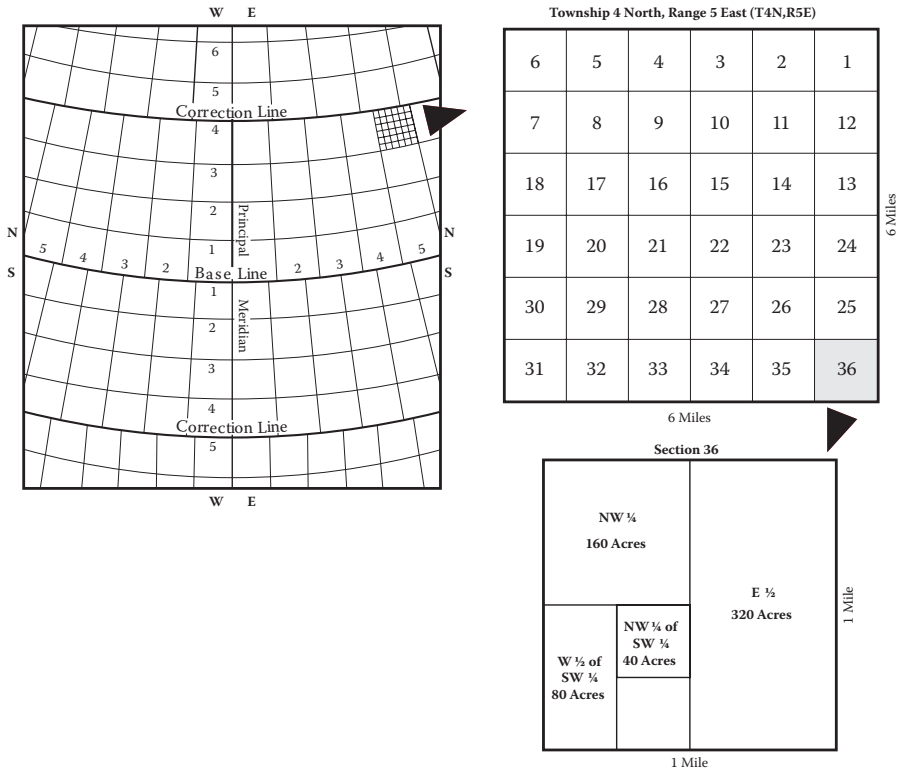 W E
6
5
Correction Line
4
3
2
1
Principal
N
S
5 4 3 2
Base Line
2 3 4 5
N
S
1
2
Meridian
3
4
Correction Line
5
W E
Township 4 North, Range 5 East (T4N,R5E)
6 5 4 3 2 1
7 8 9 10 11 12
18 17 16 15 14 13
19 20 21 22 23 24
30 29 28 27 26 25
31 32 33 34 35 36
6 Miles
6 Miles
Section 36
NW ¼
160 Acres
E ½
320 Acres
NW ¼ of
SW ¼
40 Acres
W ½ of
SW ¼
80 Acres
1 Mile
1 Mile